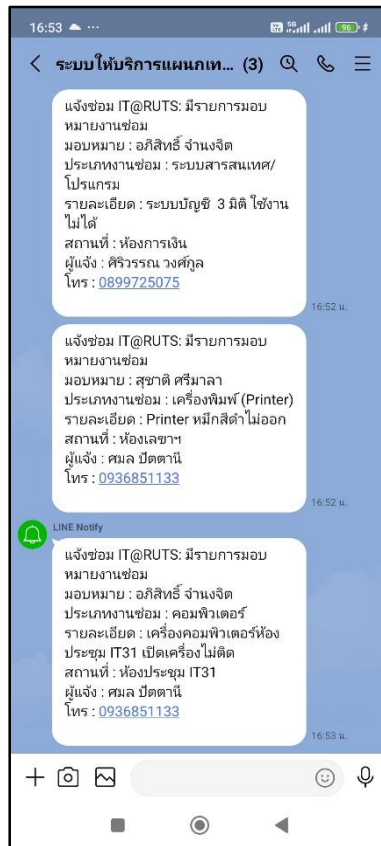 16:53 ...
5G 96
ระบบให้บริการแผนกเท... (3)
แจ้งซ่อม IT@RUTS: มีรายการมอบ
หมายงานซ่อม
มอบหมาย : อภิสิทธิ์ จำนงจิต
ประเภทงานซ่อม : ระบบสารสนเทศ/
โปรแกรม
รายละเอียด : ระบบบัญชี 3 มิติ ใช้งาน
ไม่ได้
สถานที่ : ห้องการเงิน
ผู้แจ้ง : ศิริวรรณ วงศ์กูล
โทร : 0899725075
16:52 น.
แจ้งซ่อม IT@RUTS: มีรายการมอบ
หมายงานซ่อม
มอบหมาย : สุชาติ ศรีมาลา
ประเภทงานซ่อม : เครื่องพิมพ์ (Printer)
รายละเอียด : Printer หมึกสีดำไม่ออก
สถานที่ : ห้องเลขาฯ
ผู้แจ้ง : ศมล ปัตตานี
โทร : 0936851133
16:52 น.
LINE Notify
แจ้งซ่อม IT@RUTS: มีรายการมอบ
หมายงานซ่อม
มอบหมาย : อภิสิทธิ์ จำนงจิต
ประเภทงานซ่อม : คอมพิวเตอร์
รายละเอียด : เครื่องคอมพิวเตอร์ห้อง
ประชุม IT31 เปิดเครื่องไม่ติด
สถานที่ : ห้องประชุม IT31
ผู้แจ้ง : ศมล ปัตตานี
โทร : 0936851133
16:53 น.